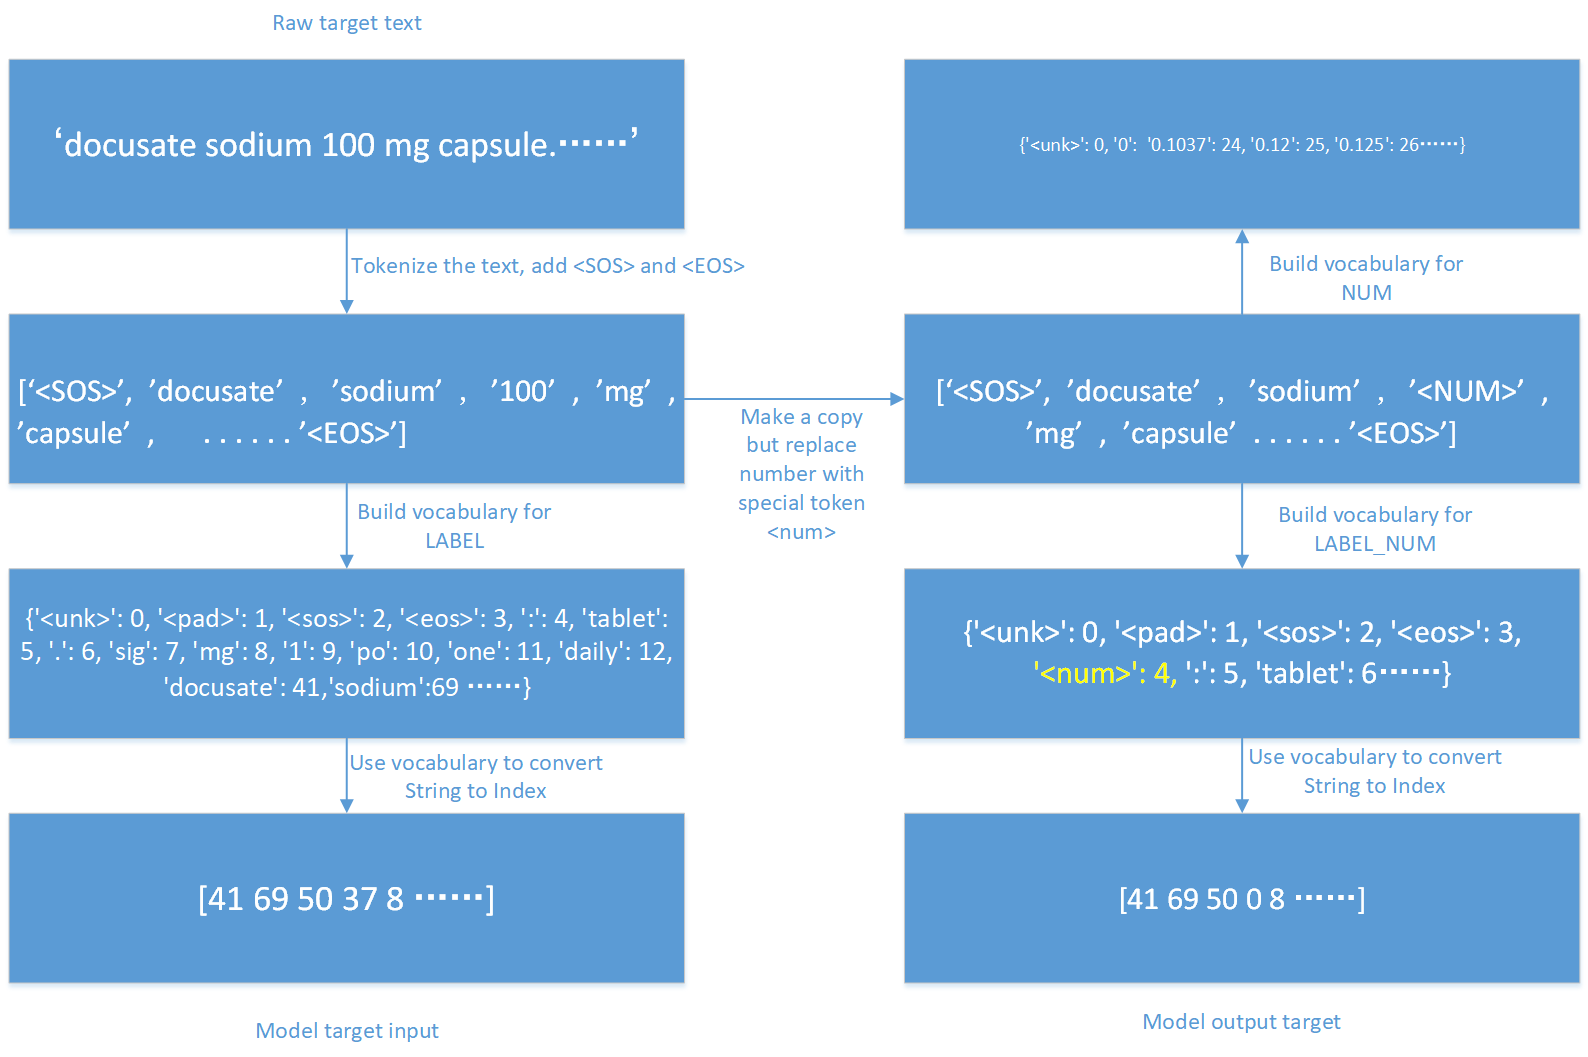 Raw target text
‘docusate sodium 100 mg capsule.……’
Tokenize the text, add <SOS> and <EOS>
['<SOS>', 'docusate', 'sodium', '100', 'mg',
'capsule', ......'<EOS>']
Build vocabulary for
LABEL
{'<unk>': 0, '<pad>': 1, '<sos>': 2, '<eos>': 3, ':': 4, 'tablet':
5, '.': 6, 'sig': 7, 'mg': 8, '1': 9, 'po': 10, 'one': 11, 'daily': 12,
'docusate': 41,'sodium':69 ……}
Use vocabulary to convert
String to Index
[41 69 50 37 8 ……]
Model target input
Make a copy
but replace
number with
special token
<num>
{'<unk>': 0, '0': '0.1037': 24, '0.12': 25, '0.125': 26……}
Build vocabulary for
NUM
['<SOS>', 'docusate', 'sodium', '<NUM>',
'mg', 'capsule' ......'<EOS>']
Build vocabulary for
LABEL_NUM
{'<unk>': 0, '<pad>': 1, '<sos>': 2, '<eos>': 3,
'<num>': 4, ':': 5, 'tablet': 6……}
Use vocabulary to convert
String to Index
[41 69 50 0 8 ……]
Model output target